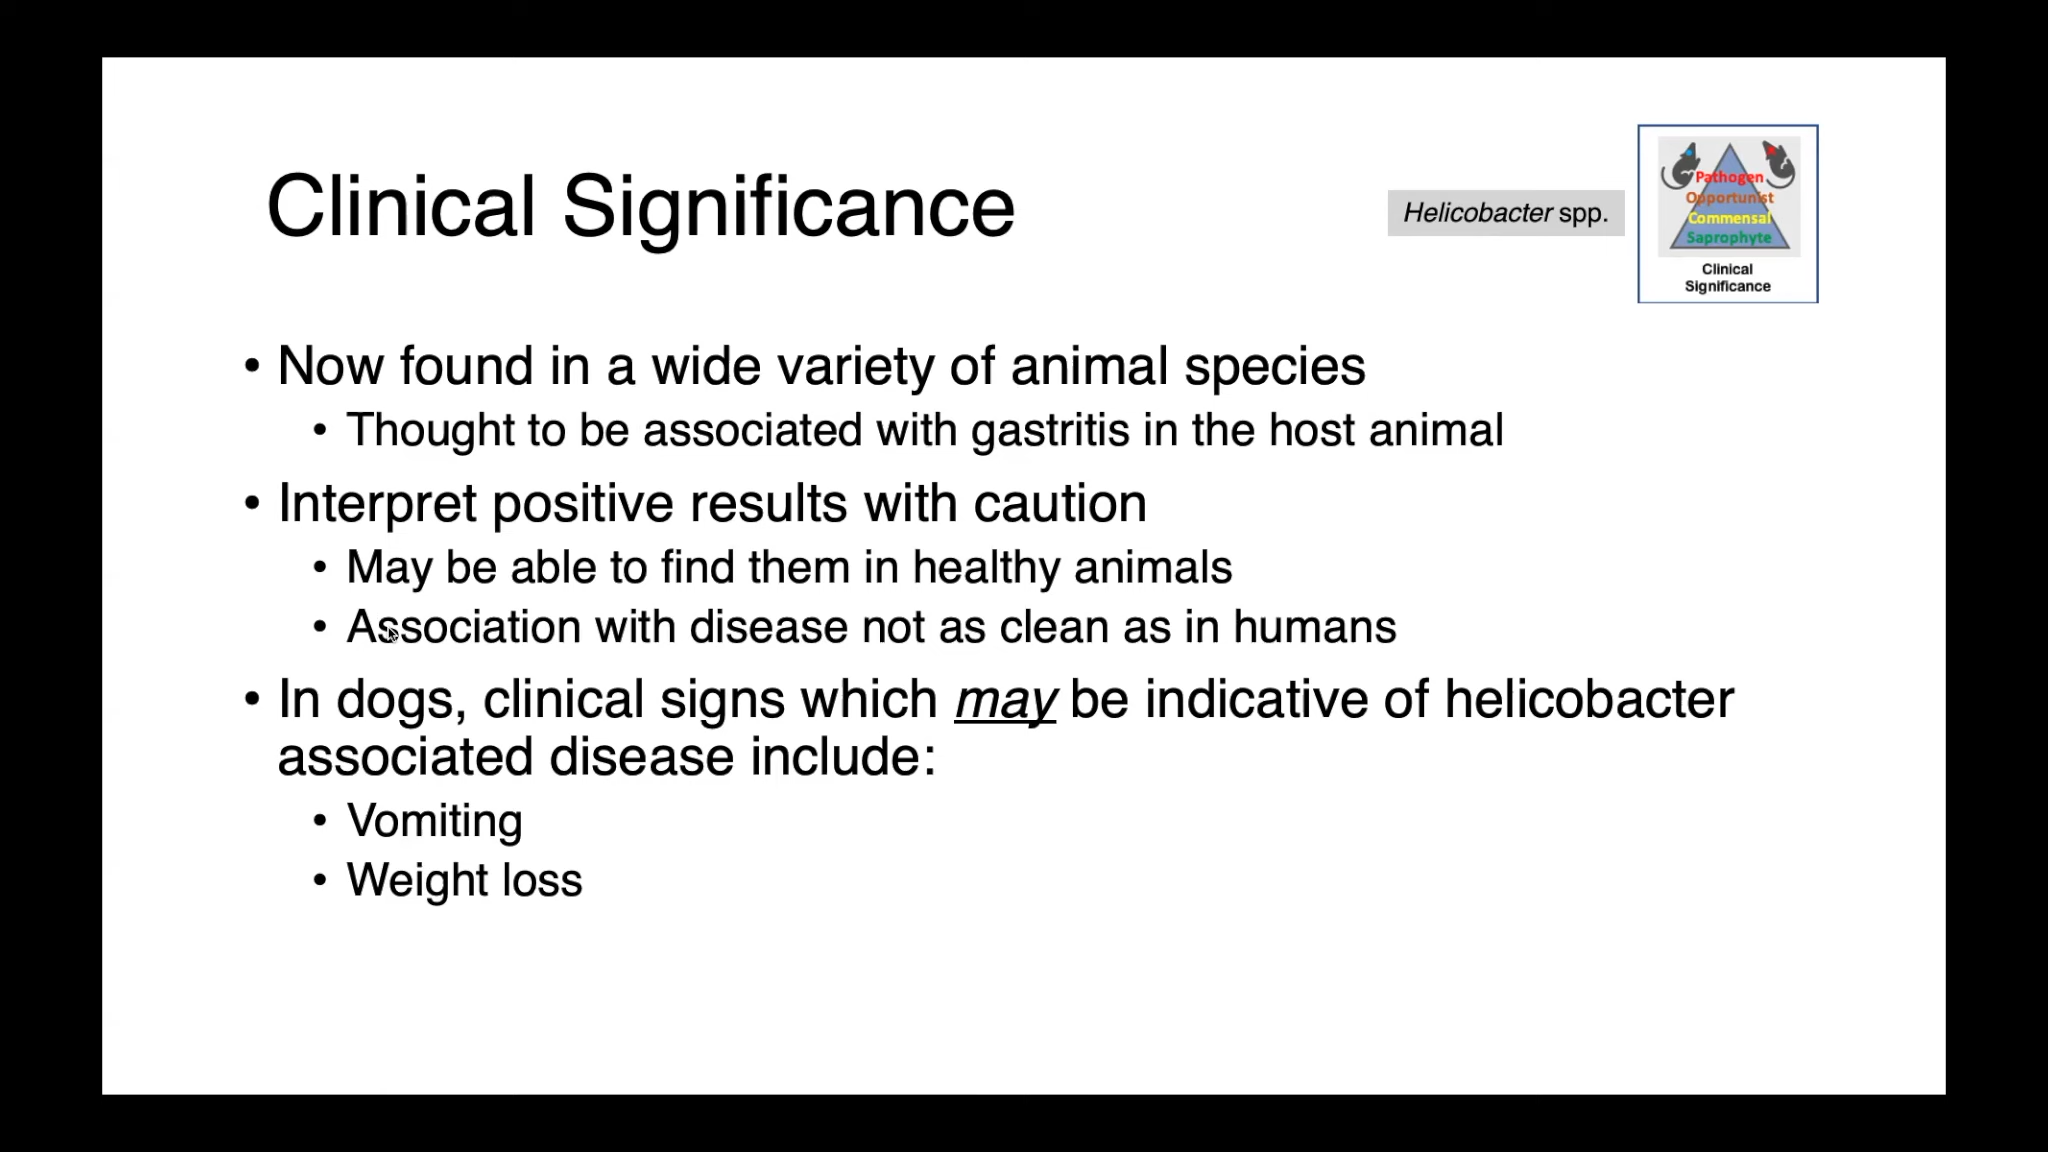 Clinical Significance
Helicobacter spp.
Pathogen
Opportunist
Commensal
Saprophyte
Clinical
Significance
• Now found in a wide variety of animal species
• Thought to be associated with gastritis in the host animal
• Interpret positive results with caution
• May be able to find them in healthy animals
• Association with disease not as clean as in humans
• In dogs, clinical signs which may be indicative of helicobacter
associated disease include:
• Vomiting
• Weight loss